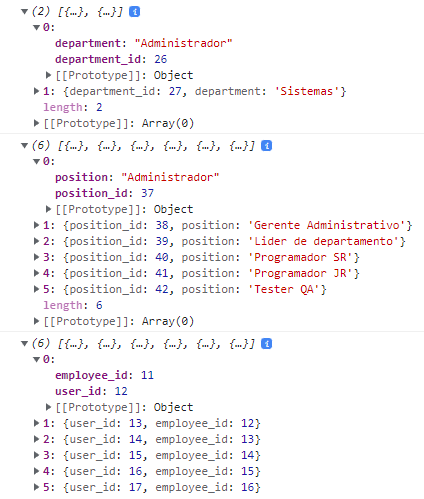 ▼ (2) [{…}, {…}] i
▼ 0:
department: "Administrador"
department_id: 26
▶ [[Prototype]]: Object
▶ 1: {department_id: 27, department: 'Sistemas'}
length: 2
▶ [[Prototype]]: Array(0)
▼ (6) [{…}, {…}, {…}, {…}, {…}, {…}] i
▼ 0:
position: "Administrador"
position_id: 37
▶ [[Prototype]]: Object
▶ 1: {position_id: 38, position: 'Gerente Administrativo'}
▶ 2: {position_id: 39, position: 'Lider de departamento'}
▶ 3: {position_id: 40, position: 'Programador SR'}
▶ 4: {position_id: 41, position: 'Programador JR'}
▶ 5: {position_id: 42, position: 'Tester QA'}
length: 6
▶ [[Prototype]]: Array(0)
▼ (6) [{…}, {…}, {…}, {…}, {…}, {…}] i
▼ 0:
employee_id: 11
user_id: 12
▶ [[Prototype]]: Object
▶ 1: {user_id: 13, employee_id: 12}
▶ 2: {user_id: 14, employee_id: 13}
▶ 3: {user_id: 15, employee_id: 14}
▶ 4: {user_id: 16, employee_id: 15}
▶ 5: {user_id: 17, employee_id: 16}